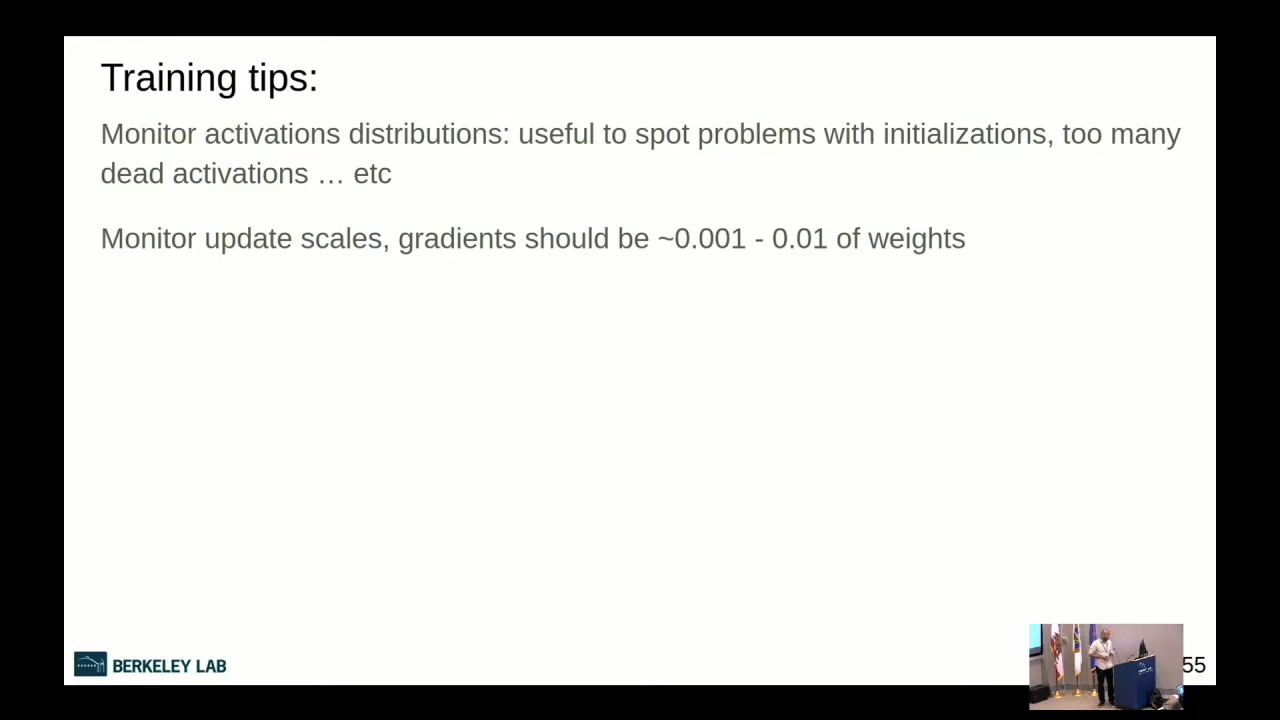 Training tips:
Monitor activations distributions: useful to spot problems with initializations, too many
dead activations … etc
Monitor update scales, gradients should be ~0.001 - 0.01 of weights
BERKELEY LAB
55